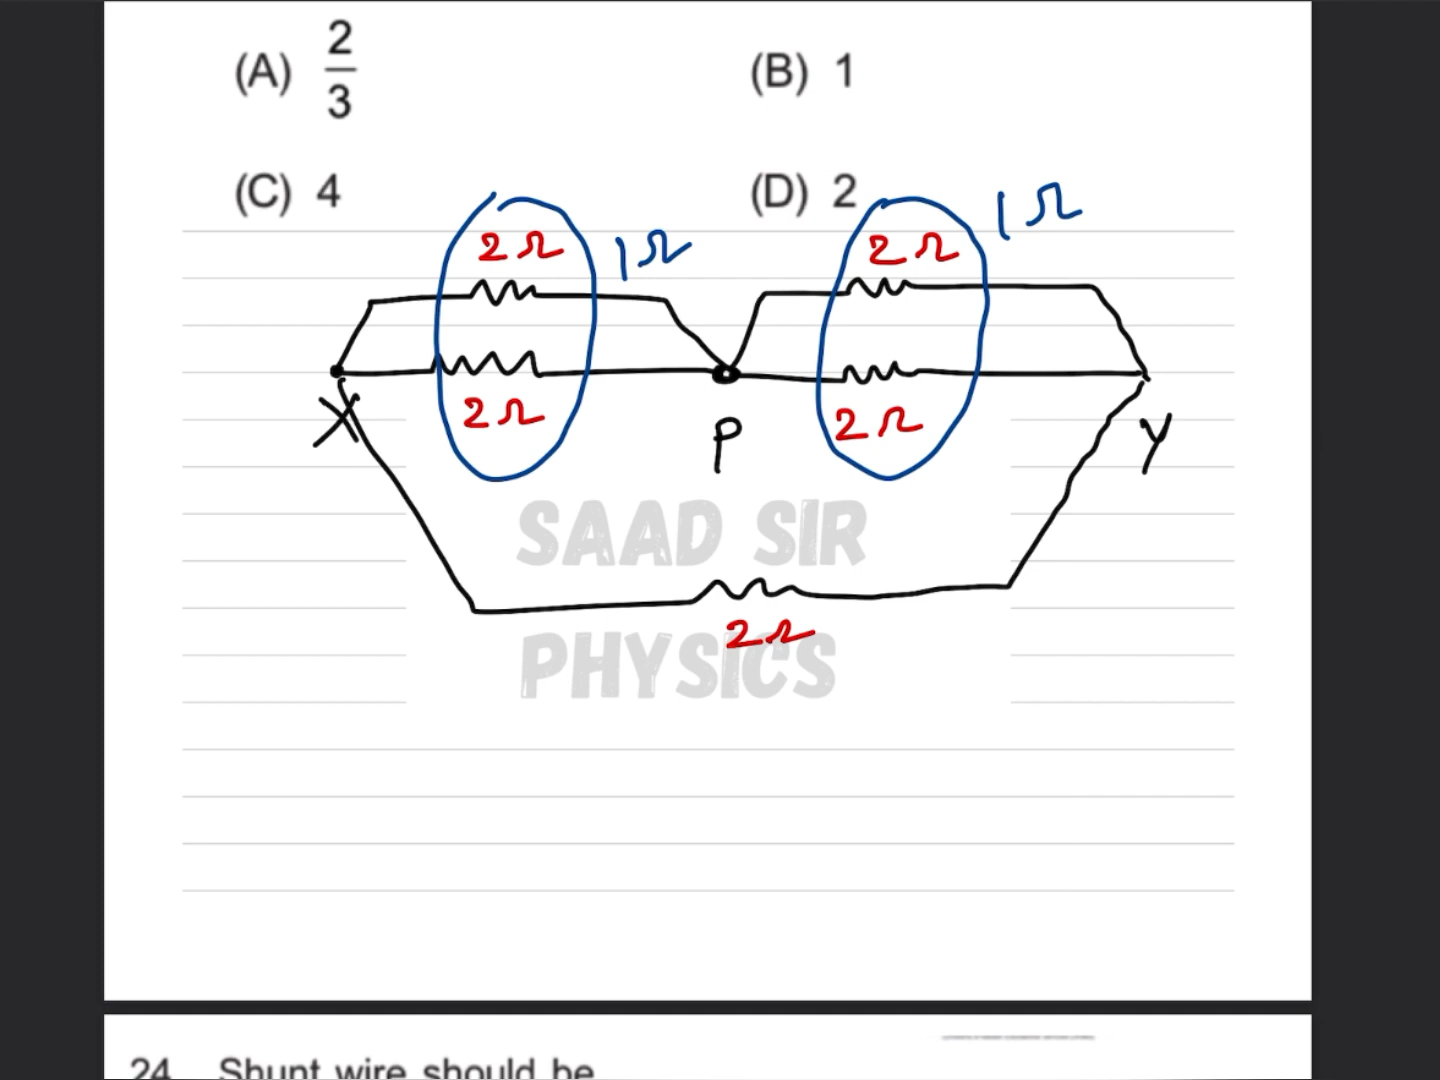 (A) 2/3 (B) 1
(C) 4 (D) 2
1Ω
2Ω 1Ω 2Ω
2Ω 2Ω
X P Y
SAAD SIR
2Ω
PHYSICS
24 Shunt wire should be